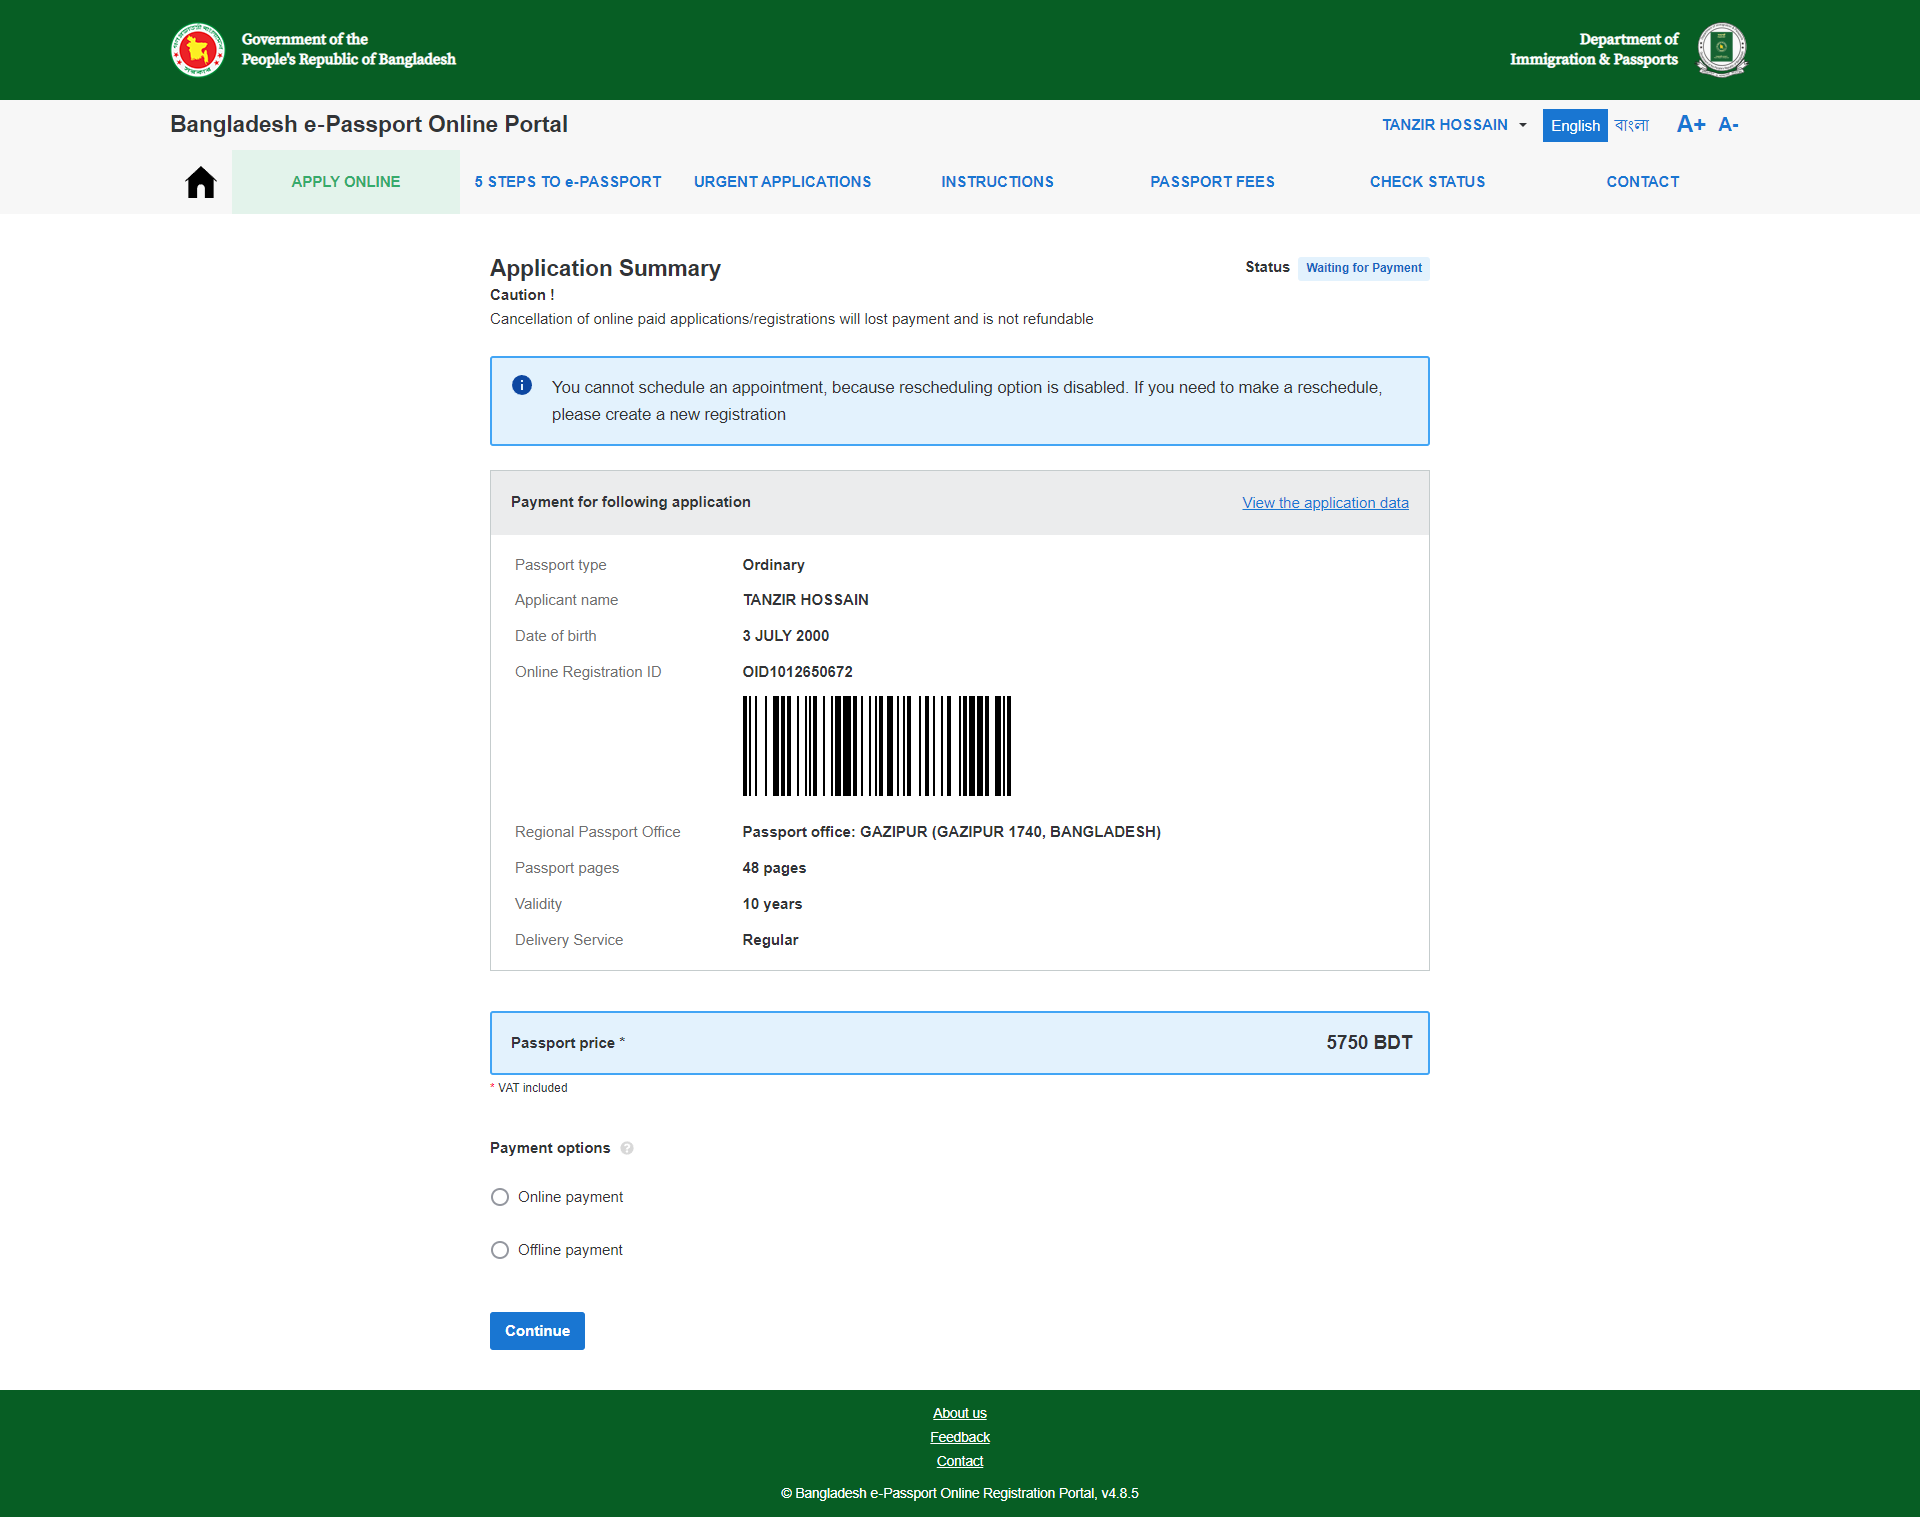 Government of the
People's Republic of Bangladesh
Department of
Immigration & Passports
Bangladesh e-Passport Online Portal
TANZIR HOSSAIN
English
বাংলা
A+
A-
APPLY ONLINE
5 STEPS TO e-PASSPORT
URGENT APPLICATIONS
INSTRUCTIONS
PASSPORT FEES
CHECK STATUS
CONTACT
Application Summary
Status
Waiting for Payment
Caution !
Cancellation of online paid applications/registrations will lost payment and is not refundable
You cannot schedule an appointment, because rescheduling option is disabled. If you need to make a reschedule,
please create a new registration
Payment for following application
View the application data
Passport type
Ordinary
Applicant name
TANZIR HOSSAIN
Date of birth
3 JULY 2000
Online Registration ID
OID1012650672
Regional Passport Office
Passport office: GAZIPUR (GAZIPUR 1740, BANGLADESH)
Passport pages
48 pages
Validity
10 years
Delivery Service
Regular
Passport price *
5750 BDT
* VAT included
Payment options
Online payment
Offline payment
Continue
About us
Feedback
Contact
© Bangladesh e-Passport Online Registration Portal, v4.8.5